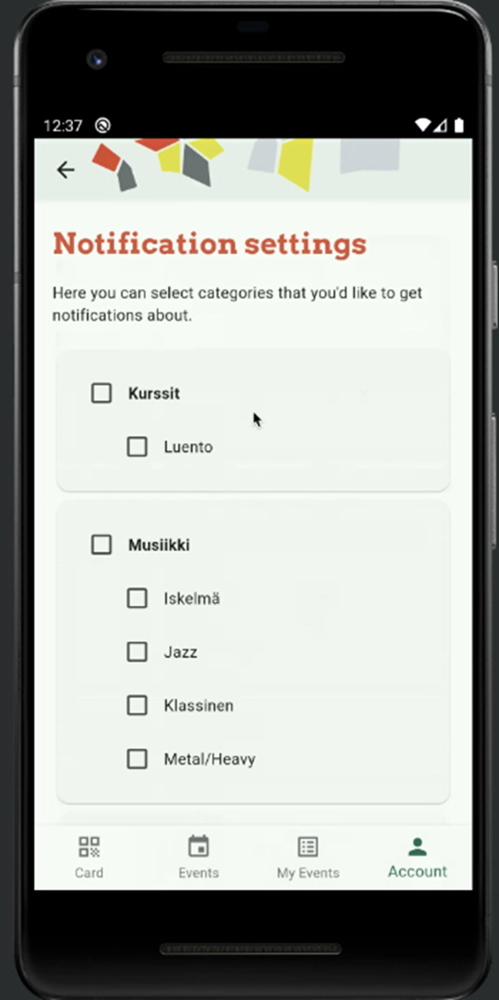 12:37
Notification settings
Here you can select categories that you'd like to get
notifications about.
Kurssit
Luento
Musiikki
Iskelmä
Jazz
Klassinen
Metal/Heavy
Card
Events
My Events
Account